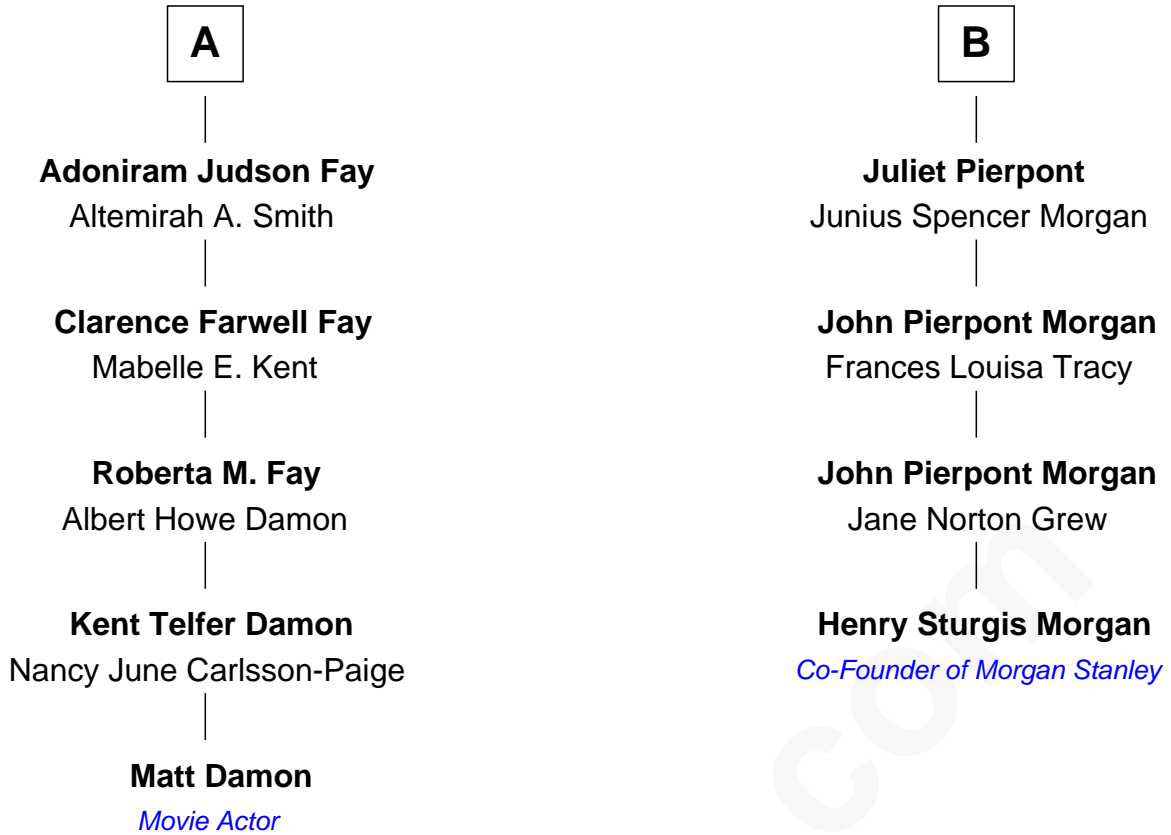 A
Adoniram Judson Fay
Altemirah A. Smith
Clarence Farwell Fay
Mabelle E. Kent
Roberta M. Fay
Albert Howe Damon
Kent Telfer Damon
Nancy June Carlsson-Paige
Matt Damon
Movie Actor
B
Juliet Pierpont
Junius Spencer Morgan
John Pierpont Morgan
Frances Louisa Tracy
John Pierpont Morgan
Jane Norton Grew
Henry Sturgis Morgan
Co-Founder of Morgan Stanley
com